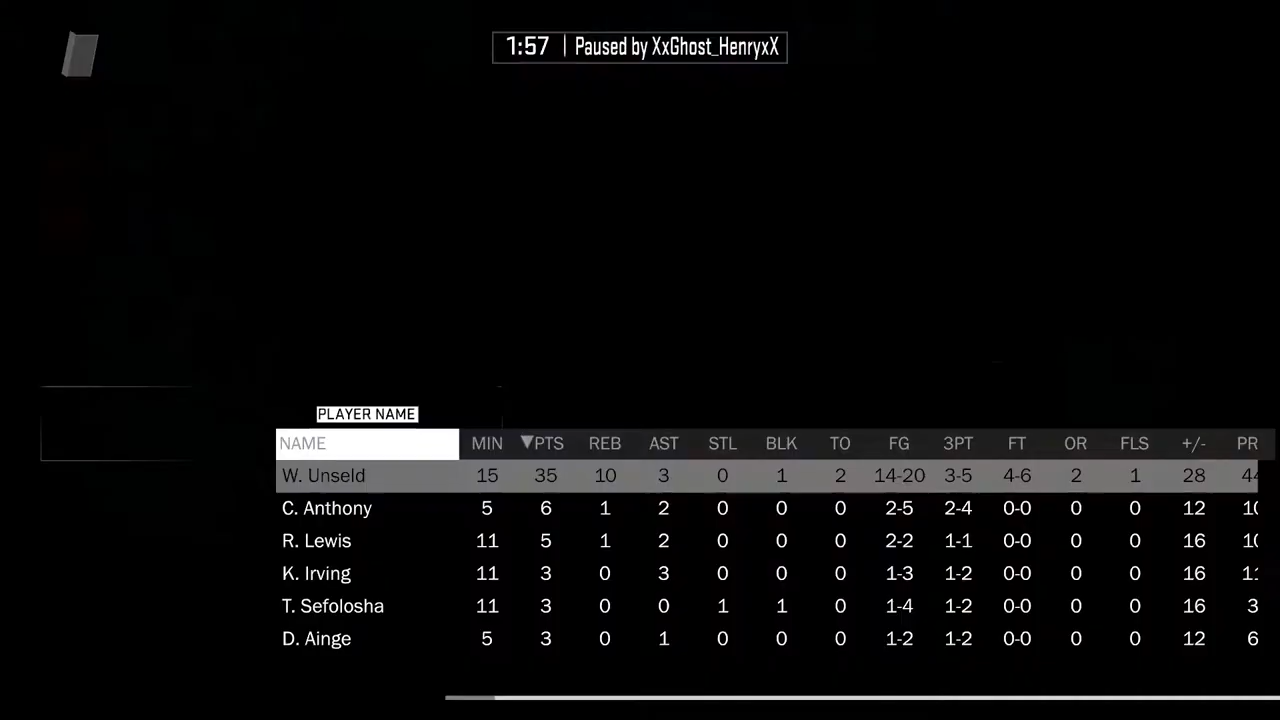 1:57 | Paused by XxGhost_HenryxX
PLAYER NAME
NAME MIN ▼PTS REB AST STL BLK TO FG 3PT FT OR FLS +/- PR
W. Unseld 15 35 10 3 0 1 2 14-20 3-5 4-6 2 1 28 44
C. Anthony 5 6 1 2 0 0 0 2-5 2-4 0-0 0 0 12 10
R. Lewis 11 5 1 2 0 0 0 2-2 1-1 0-0 0 0 16 10
K. Irving 11 3 0 3 0 0 0 1-3 1-2 0-0 0 0 16 11
T. Sefolosha 11 3 0 0 1 1 0 1-4 1-2 0-0 0 0 16 3
D. Ainge 5 3 0 1 0 0 0 1-2 1-2 0-0 0 0 12 6